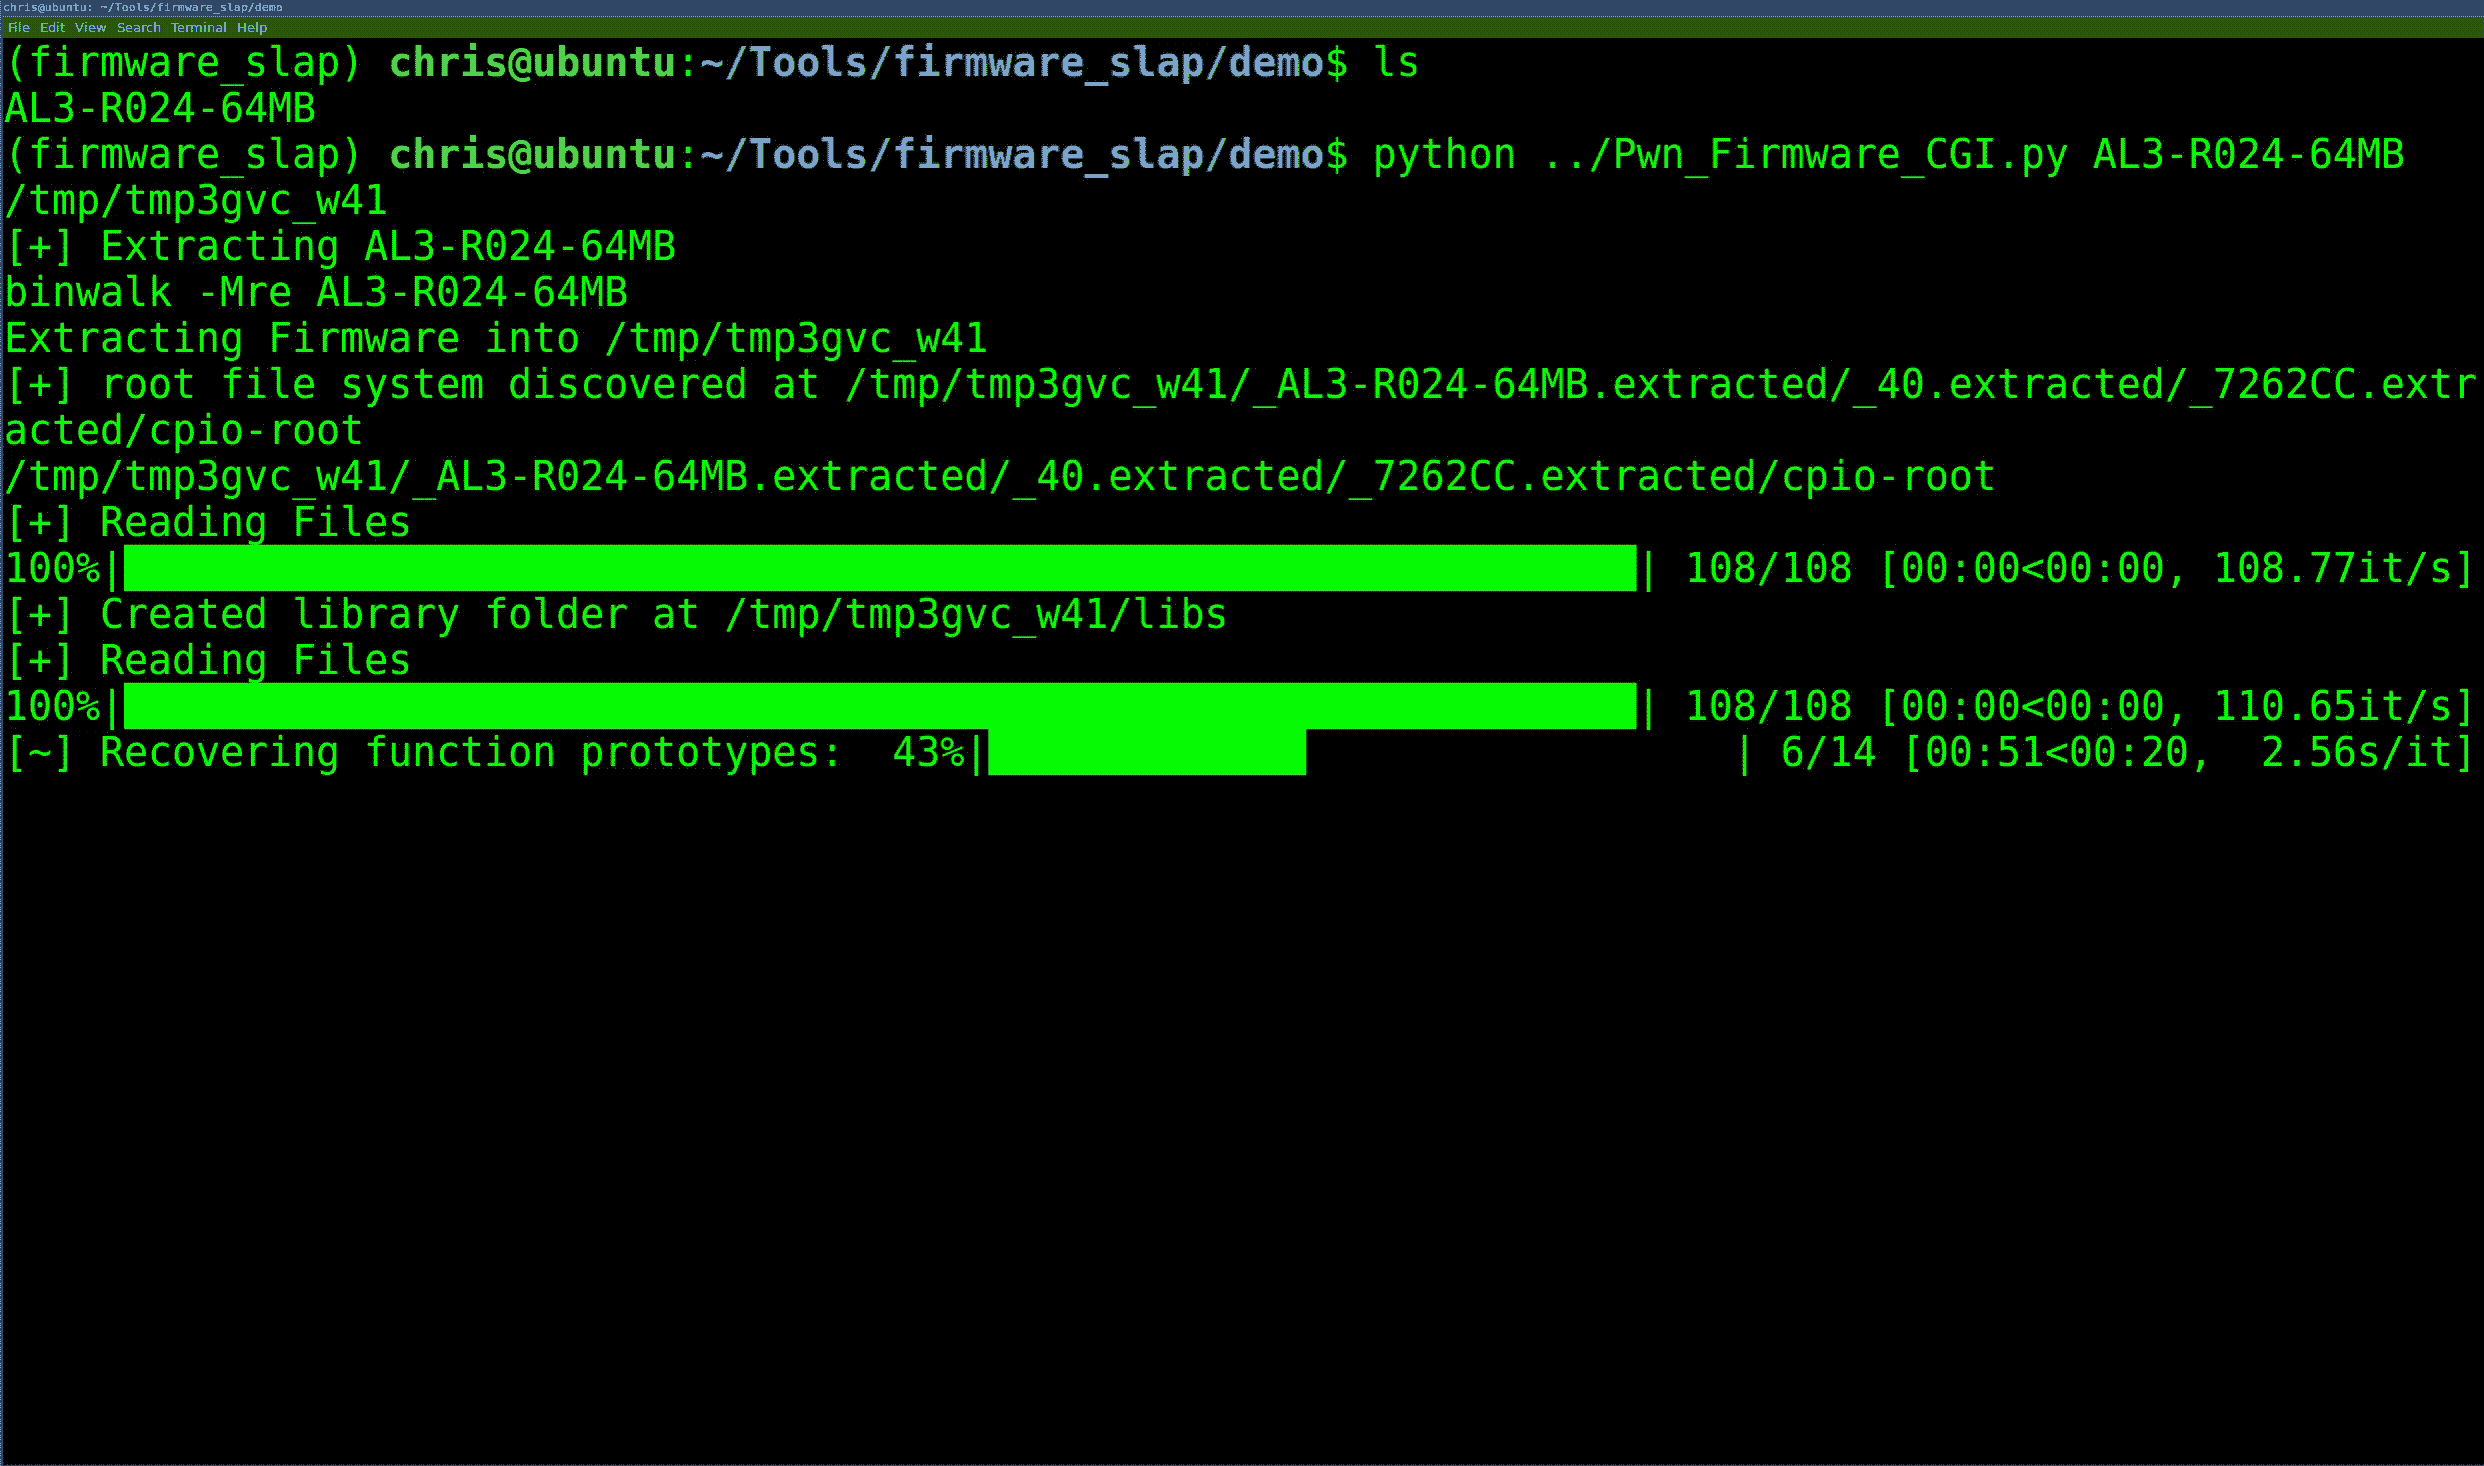 chris@ubuntu: ~/Tools/firmware_slap/demo
File Edit View Search Terminal Help
(firmware_slap) chris@ubuntu:~/Tools/firmware_slap/demo$ ls
AL3-R024-64MB
(firmware_slap) chris@ubuntu:~/Tools/firmware_slap/demo$ python ../Pwn_Firmware_CGI.py AL3-R024-64MB
/tmp/tmp3gvc_w41
[+] Extracting AL3-R024-64MB
binwalk -Mre AL3-R024-64MB
Extracting Firmware into /tmp/tmp3gvc_w41
[+] root file system discovered at /tmp/tmp3gvc_w41/_AL3-R024-64MB.extracted/_40.extracted/_7262CC.extr
acted/cpio-root
/tmp/tmp3gvc_w41/_AL3-R024-64MB.extracted/_40.extracted/_7262CC.extracted/cpio-root
[+] Reading Files
100%| | 108/108 [00:00<00:00, 108.77it/s]
[+] Created library folder at /tmp/tmp3gvc_w41/libs
[+] Reading Files
100%| | 108/108 [00:00<00:00, 110.65it/s]
[~] Recovering function prototypes:  43%| | 6/14 [00:51<00:20,  2.56s/it]